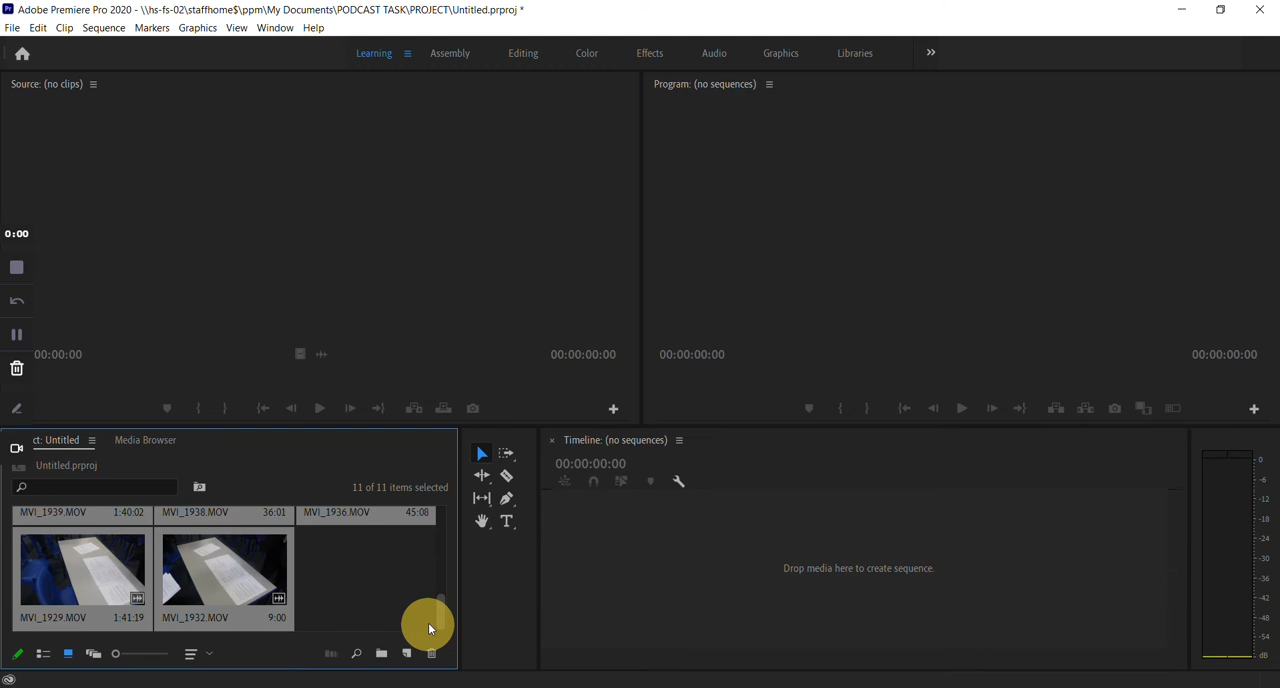 Pr Adobe Premiere Pro 2020 - \\hs-fs-02\staffhome$\ppm\My Documents\PODCAST TASK\PROJECT\Untitled.prproj *
File Edit Clip Sequence Markers Graphics View Window Help
Learning Assembly Editing Color Effects Audio Graphics Libraries
Source: (no clips)
Program: (no sequences)
0:00
00:00:00 00:00:00:00
00:00:00:00 00:00:00:00
ct: Untitled Media Browser
Untitled.prproj
11 of 11 items selected
MVI_1939.MOV 1:40:02 MVI_1938.MOV 36:01 MVI_1936.MOV 45:08
MVI_1929.MOV 1:41:19 MVI_1932.MOV 9:00
T
× Timeline: (no sequences)
00:00:00:00
Drop media here to create sequence.
0
-6
-12
-18
-24
-30
-36
-42
-48
-54
dB